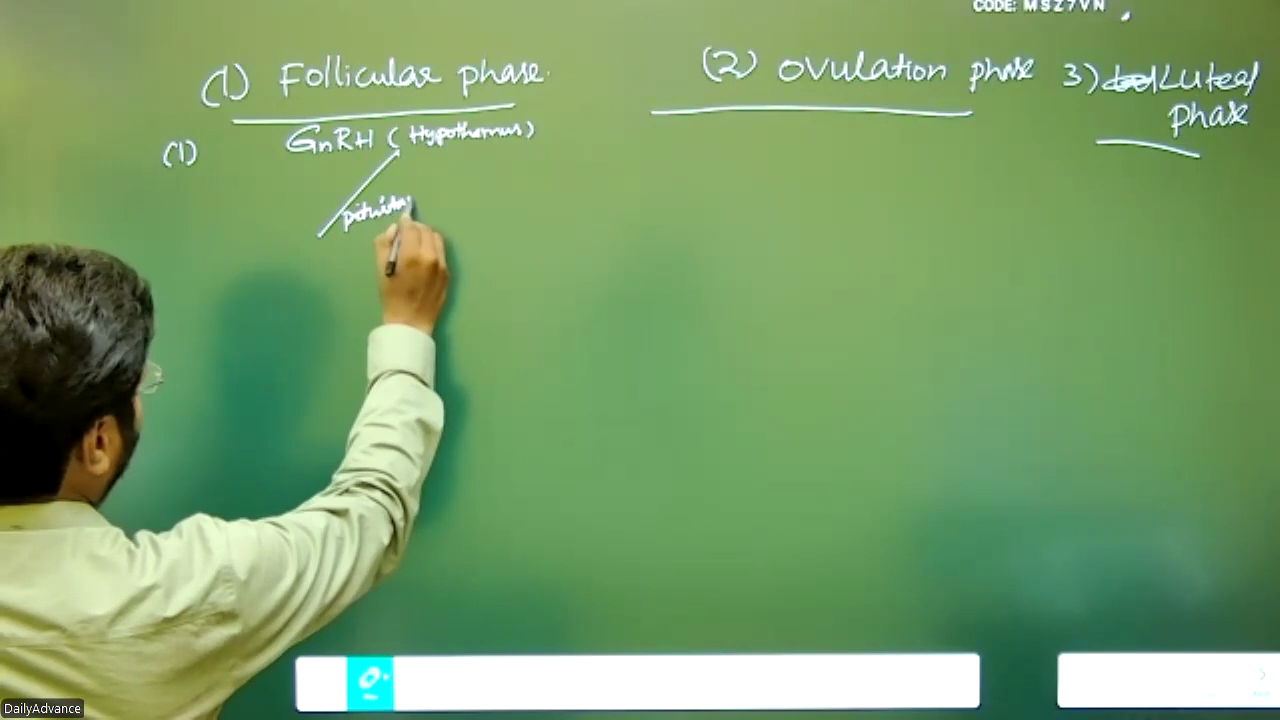 CODE: MSZ7VN
(1) Follicular phase.
(2) Ovulation phase
3) Luteal phase
(1) GnRH (Hypothamus)
DailyAdvance